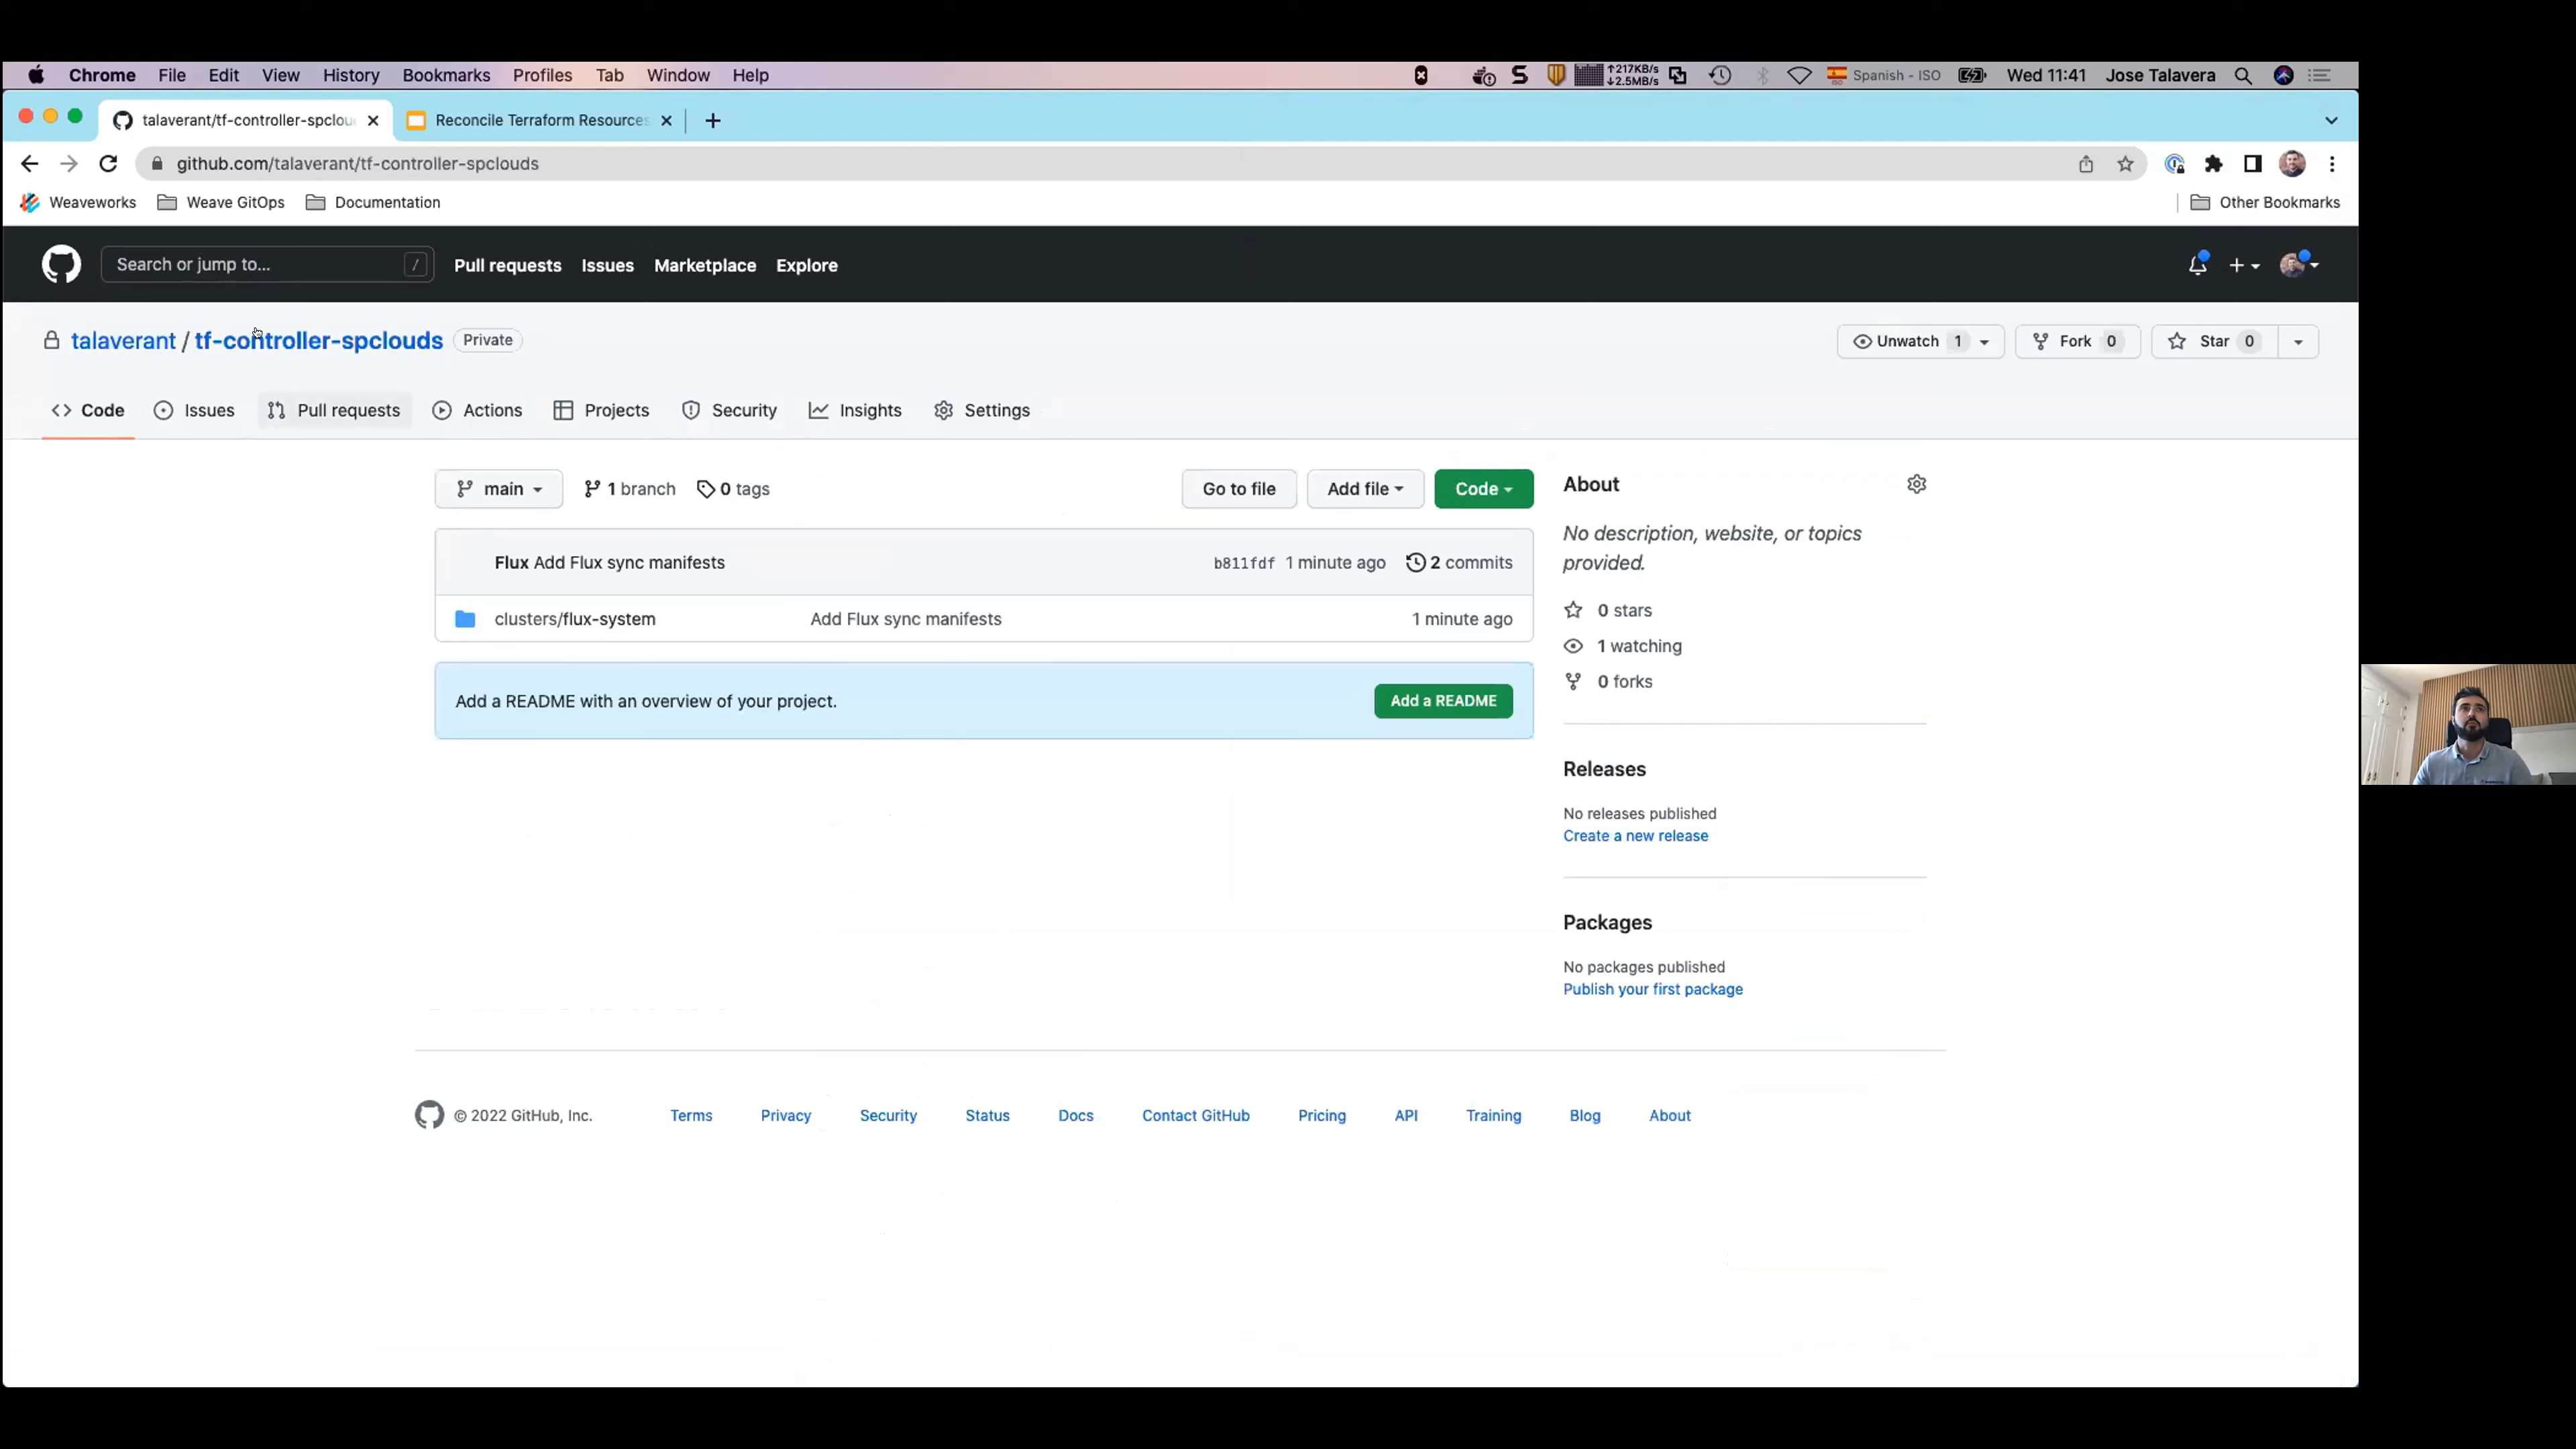 Chrome File Edit View History Bookmarks Profiles Tab Window Help
↑217KB/s
↓2.5MB/s
Spanish - ISO Wed 11:41 Jose Talavera
talaverant/tf-controller-spclou
Reconcile Terraform Resources
github.com/talaverant/tf-controller-spclouds
Weaveworks Weave GitOps Documentation Other Bookmarks
Search or jump to... / Pull requests Issues Marketplace Explore
talaverant / tf-controller-spclouds Private
Unwatch 1 Fork 0 Star 0
Code Issues Pull requests Actions Projects Security Insights Settings
main 1 branch 0 tags Go to file Add file Code
Flux Add Flux sync manifests b811fdf 1 minute ago 2 commits
clusters/flux-system Add Flux sync manifests 1 minute ago
Add a README with an overview of your project. Add a README
About
No description, website, or topics
provided.
0 stars
1 watching
0 forks
Releases
No releases published
Create a new release
Packages
No packages published
Publish your first package
© 2022 GitHub, Inc. Terms Privacy Security Status Docs Contact GitHub Pricing API Training Blog About